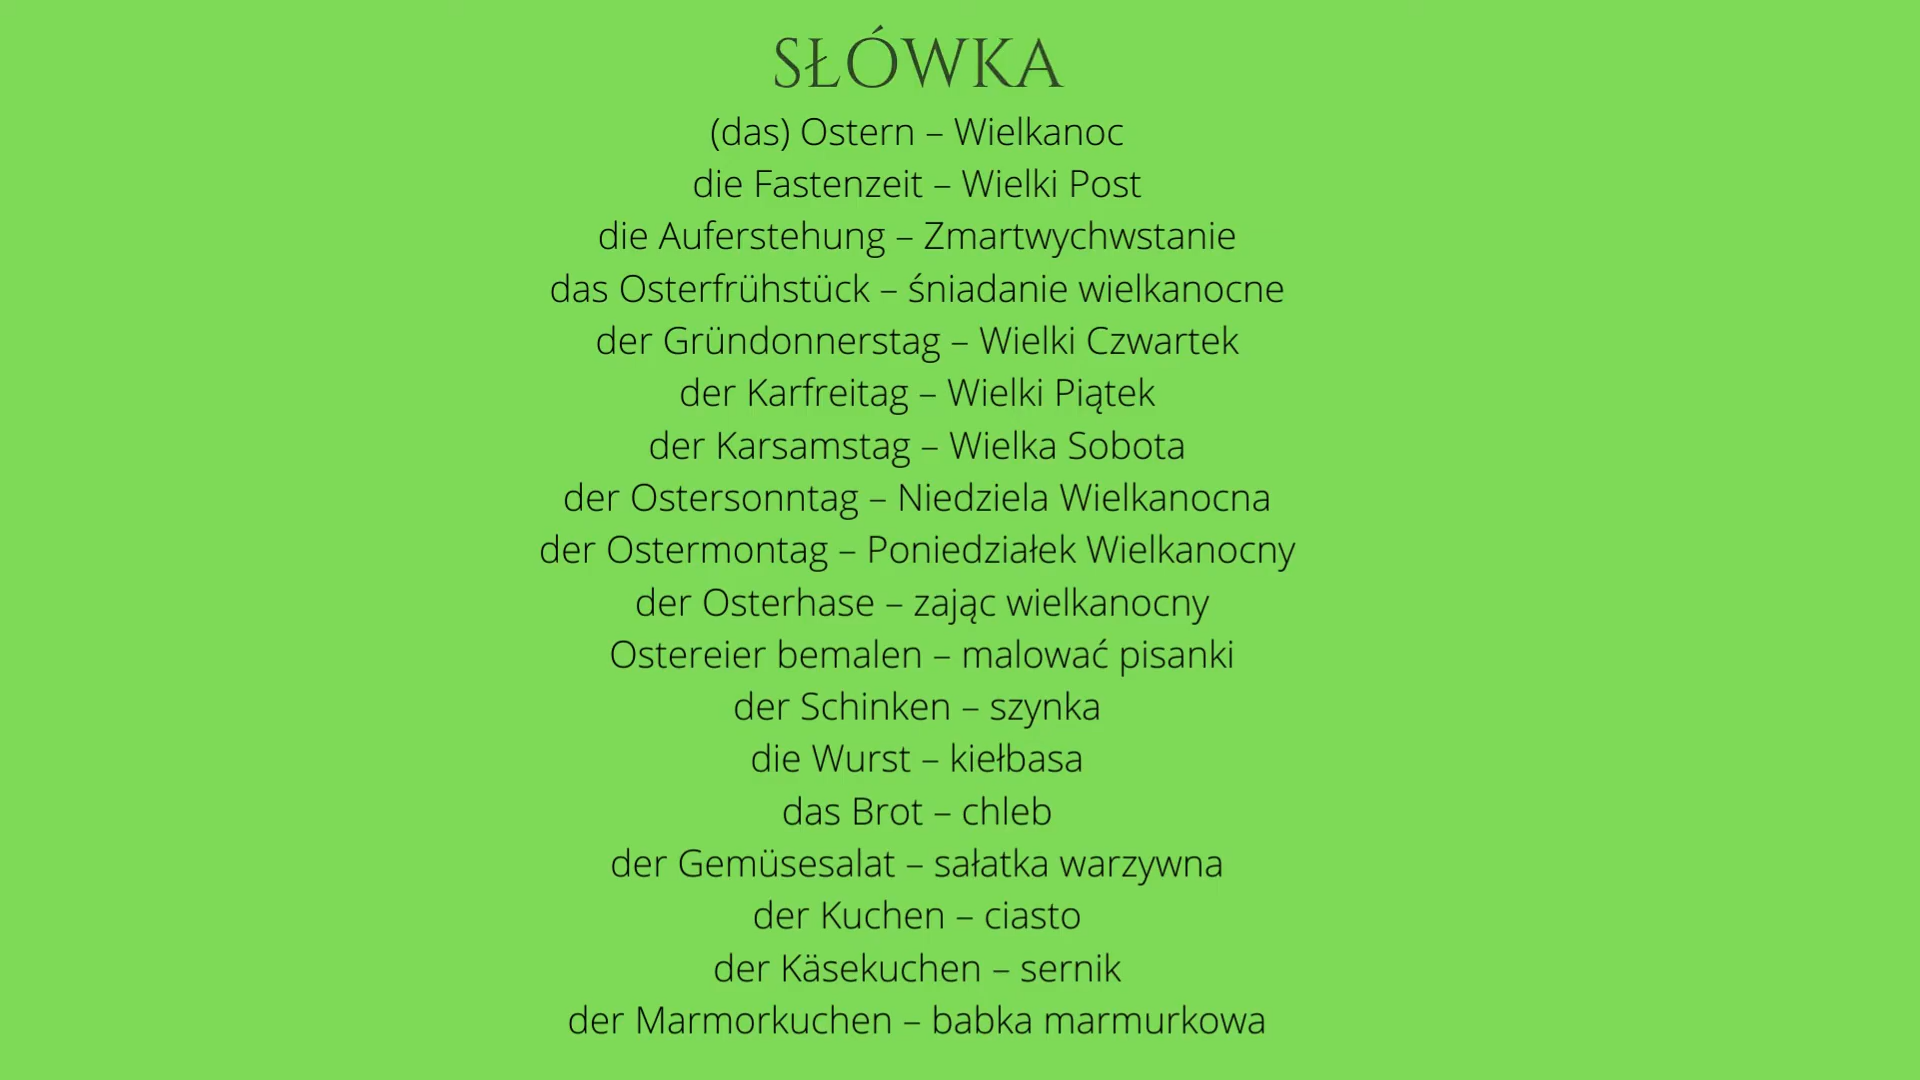 SŁÓWKA
(das) Ostern – Wielkanoc
die Fastenzeit – Wielki Post
die Auferstehung – Zmartwychwstanie
das Osterfrühstück – śniadanie wielkanocne
der Gründonnerstag – Wielki Czwartek
der Karfreitag – Wielki Piątek
der Karsamstag – Wielka Sobota
der Ostersonntag – Niedziela Wielkanocna
der Ostermontag – Poniedziałek Wielkanocny
der Osterhase – zając wielkanocny
Ostereier bemalen – malować pisanki
der Schinken – szynka
die Wurst – kiełbasa
das Brot – chleb
der Gemüsesalat – sałatka warzywna
der Kuchen – ciasto
der Käsekuchen – sernik
der Marmorkuchen – babka marmurkowa